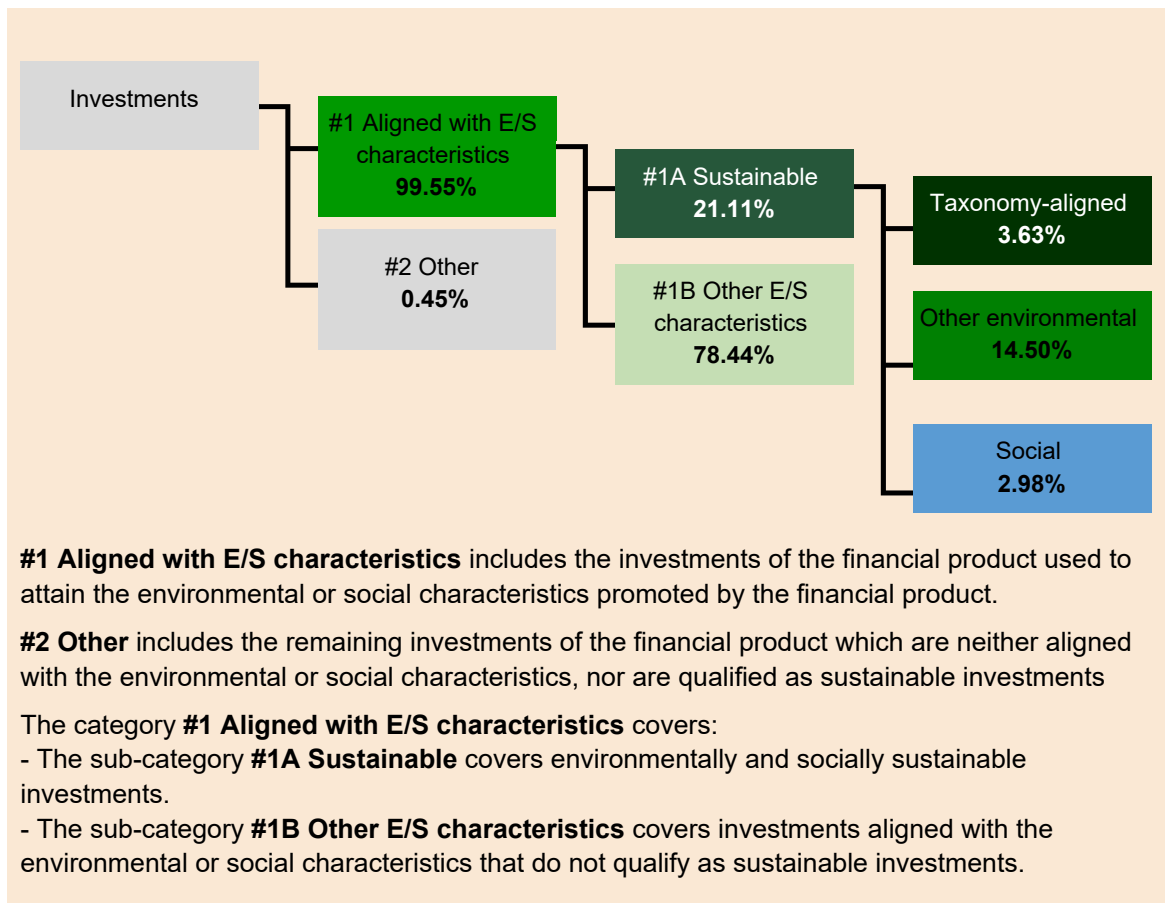 Investments
#1 Aligned with E/S
characteristics
99.55%
#2 Other
0.45%
#1A Sustainable
21.11%
#1B Other E/S
characteristics
78.44%
Taxonomy-aligned
3.63%
Other environmental
14.50%
Social
2.98%
#1 Aligned with E/S characteristics includes the investments of the financial product used to
attain the environmental or social characteristics promoted by the financial product.
#2 Other includes the remaining investments of the financial product which are neither aligned
with the environmental or social characteristics, nor are qualified as sustainable investments
The category #1 Aligned with E/S characteristics covers:
- The sub-category #1A Sustainable covers environmentally and socially sustainable
investments.
- The sub-category #1B Other E/S characteristics covers investments aligned with the
environmental or social characteristics that do not qualify as sustainable investments.